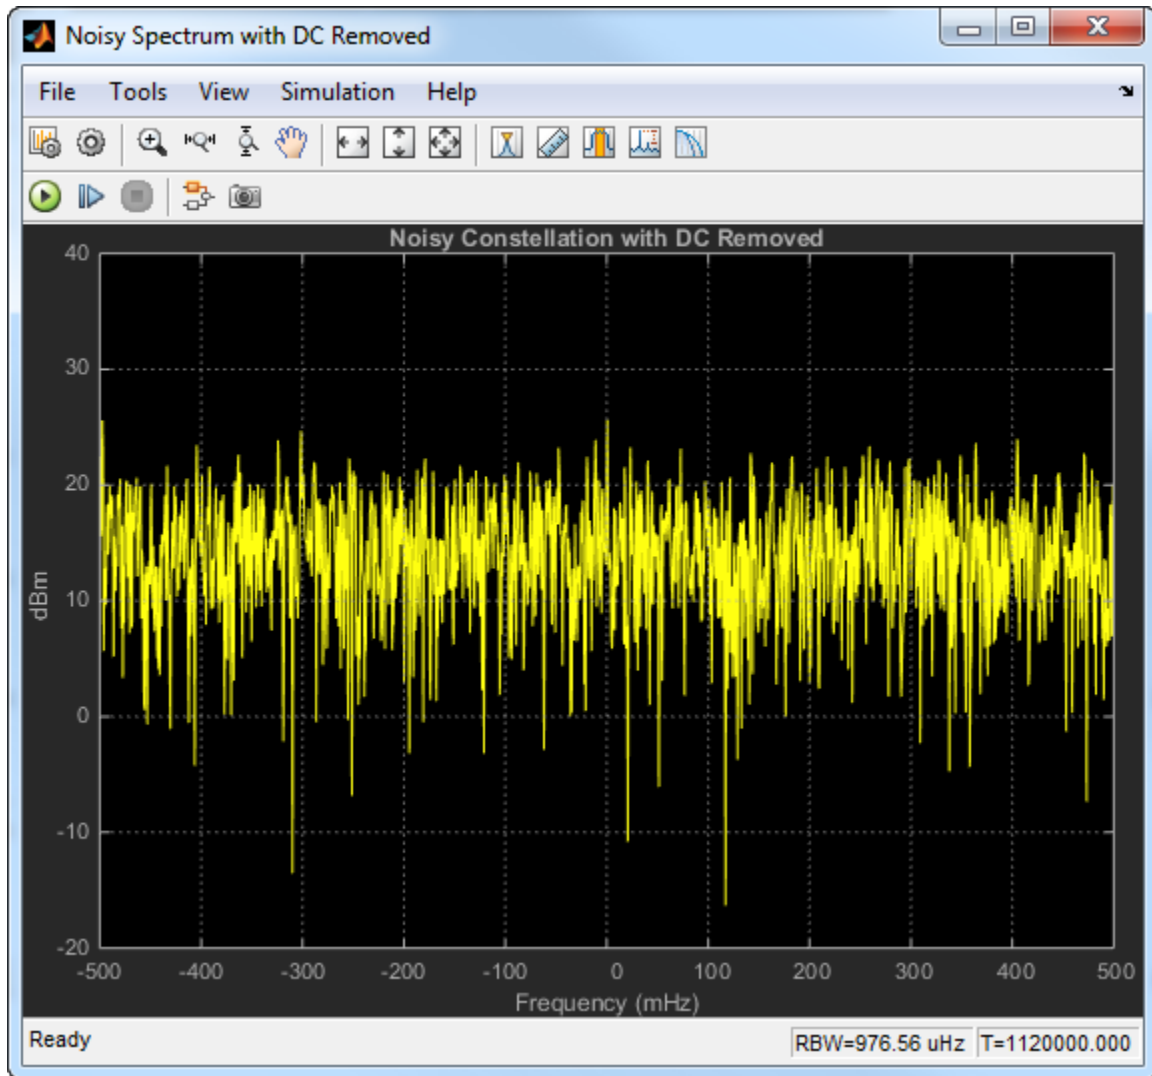 Noisy Spectrum with DC Removed
File Tools View Simulation Help
Noisy Constellation with DC Removed
40
30
20
10
0
-10
-20
dBm
-500 -400 -300 -200 -100 0 100 200 300 400 500
Frequency (mHz)
Ready RBW=976.56 uHz T=1120000.000